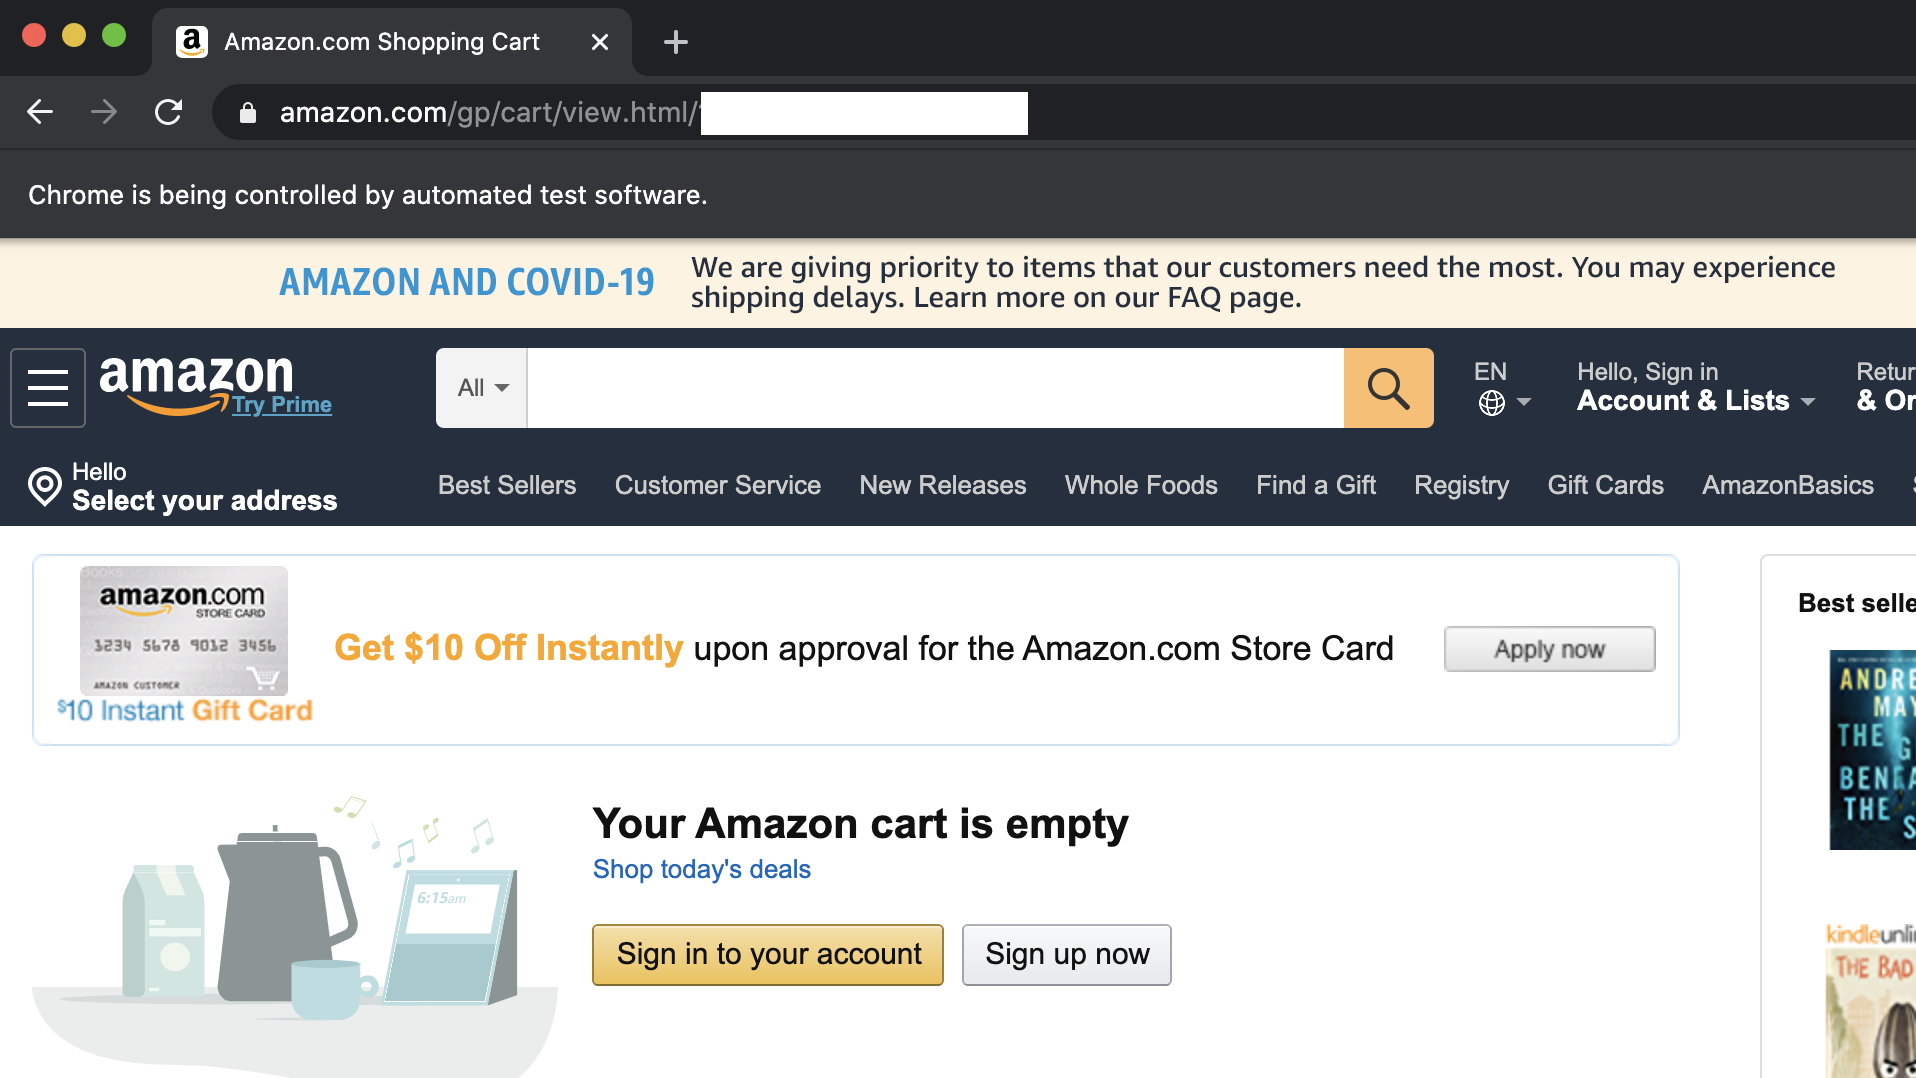 Amazon.com Shopping Cart
amazon.com/gp/cart/view.html/
Chrome is being controlled by automated test software.
AMAZON AND COVID-19
We are giving priority to items that our customers need the most. You may experience
shipping delays. Learn more on our FAQ page.
amazon
Try Prime
All
EN
Hello, Sign in
Account & Lists
Retur
& Or
Hello
Select your address
Best Sellers
Customer Service
New Releases
Whole Foods
Find a Gift
Registry
Gift Cards
AmazonBasics
amazon.com
STORE CARD
1234 5678 9012 3456
AMAZON CUSTOMER
$10 Instant Gift Card
Get $10 Off Instantly upon approval for the Amazon.com Store Card
Apply now
Best selle
ANDRE
MAY
THE G
BENEA
THE S
Your Amazon cart is empty
Shop today's deals
6:15am
Sign in to your account
Sign up now
kindleunli
THE BAD